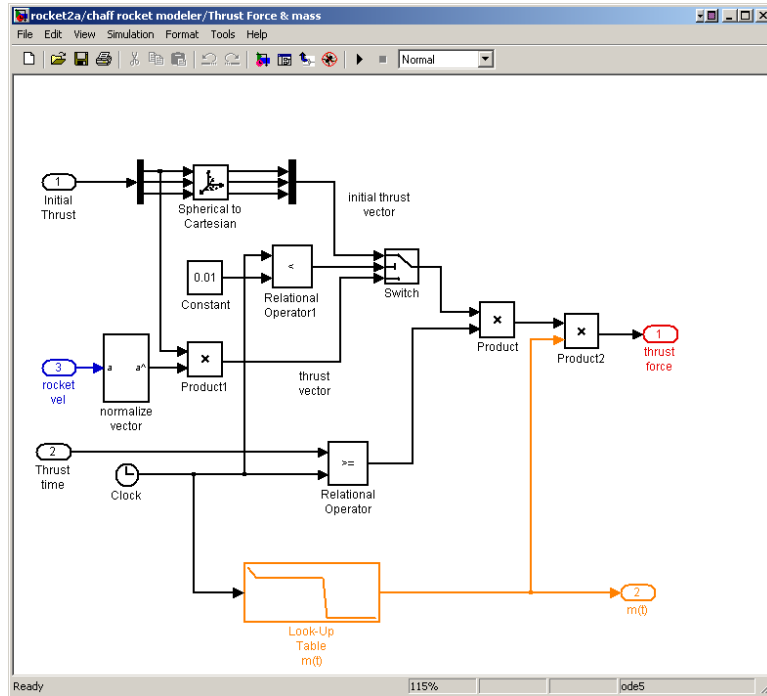 rocket2a/chaff rocket modeler/Thrust Force & mass
File Edit View Simulation Format Tools Help
Normal
1
Initial
Thrust
Spherical to
Cartesian
initial thrust
vector
0.01
Constant
<
Relational
Operator1
Switch
×
Product
×
Product2
1
thrust
force
3
rocket
vel
a
a^
normalize
vector
×
Product1
thrust
vector
2
Thrust
time
Clock
>=
Relational
Operator
Look-Up
Table
m(t)
2
m(t)
Ready
115%
ode5